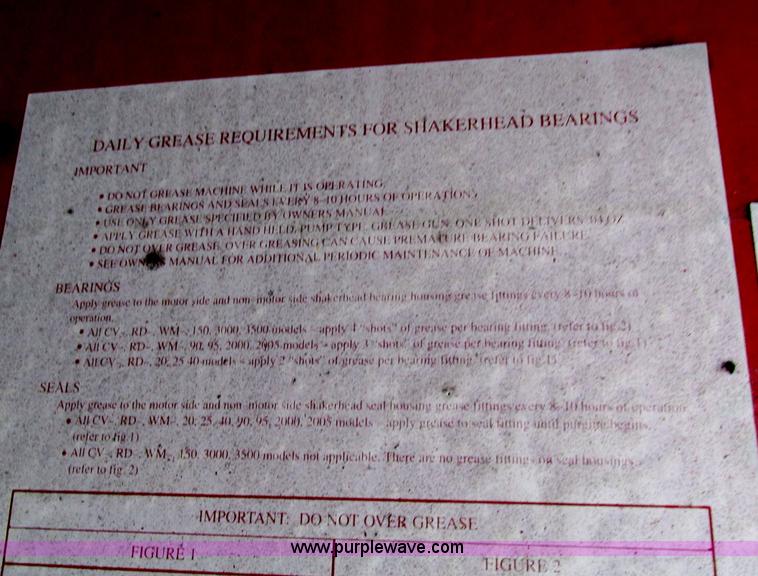 DAILY GREASE REQUIREMENTS FOR SHAKERHEAD BEARINGS
IMPORTANT
• DO NOT GREASE MACHINE WHILE IT IS OPERATING.
• GREASE BEARINGS AND SEALS EVERY 8-10 HOURS OF OPERATION.
• USE ONLY GREASE SPECIFIED BY OWNERS MANUAL
• APPLY GREASE WITH A HAND HELD, PUMP TYPE, GREASE GUN. ONE SHOT DELIVERS .04 OZ
• DO NOT OVER GREASE, OVER GREASING CAN CAUSE PREMATURE BEARING FAILURE.
• SEE OWNERS MANUAL FOR ADDITIONAL PERIODIC MAINTENANCE OF MACHINE.
BEARINGS
Apply grease to the motor side and non-motor side shakerhead bearing housing grease fittings every 8-10 hours of
operation.
• All CV-, RD-, WM-, 150, 3000, 3500 models - apply 4 "shots" of grease per bearing fitting. (refer to fig.2)
• All CV-, RD-, WM-, 90, 95, 2000, 2005 models - apply 3 "shots" of grease per bearing fitting. (refer to fig.1)
• All CV-, RD-, 20, 25 40 models - apply 2 "shots" of grease per bearing fitting. (refer to fig.1)
SEALS
Apply grease to the motor side and non-motor side shakerhead seal housing grease fittings every 8-10 hours of operation
• All CV-, RD-, WM-, 20, 25, 40, 90, 95, 2000, 2005 models - apply grease to seal fitting until purging begins.
(refer to fig.1)
• All CV-, RD-, WM-, 150, 3000, 3500 models not applicable. There are no grease fittings on seal housings.
(refer to fig. 2)
IMPORTANT: DO NOT OVER GREASE
FIGURE 1
FIGURE 2
www.purplewave.com